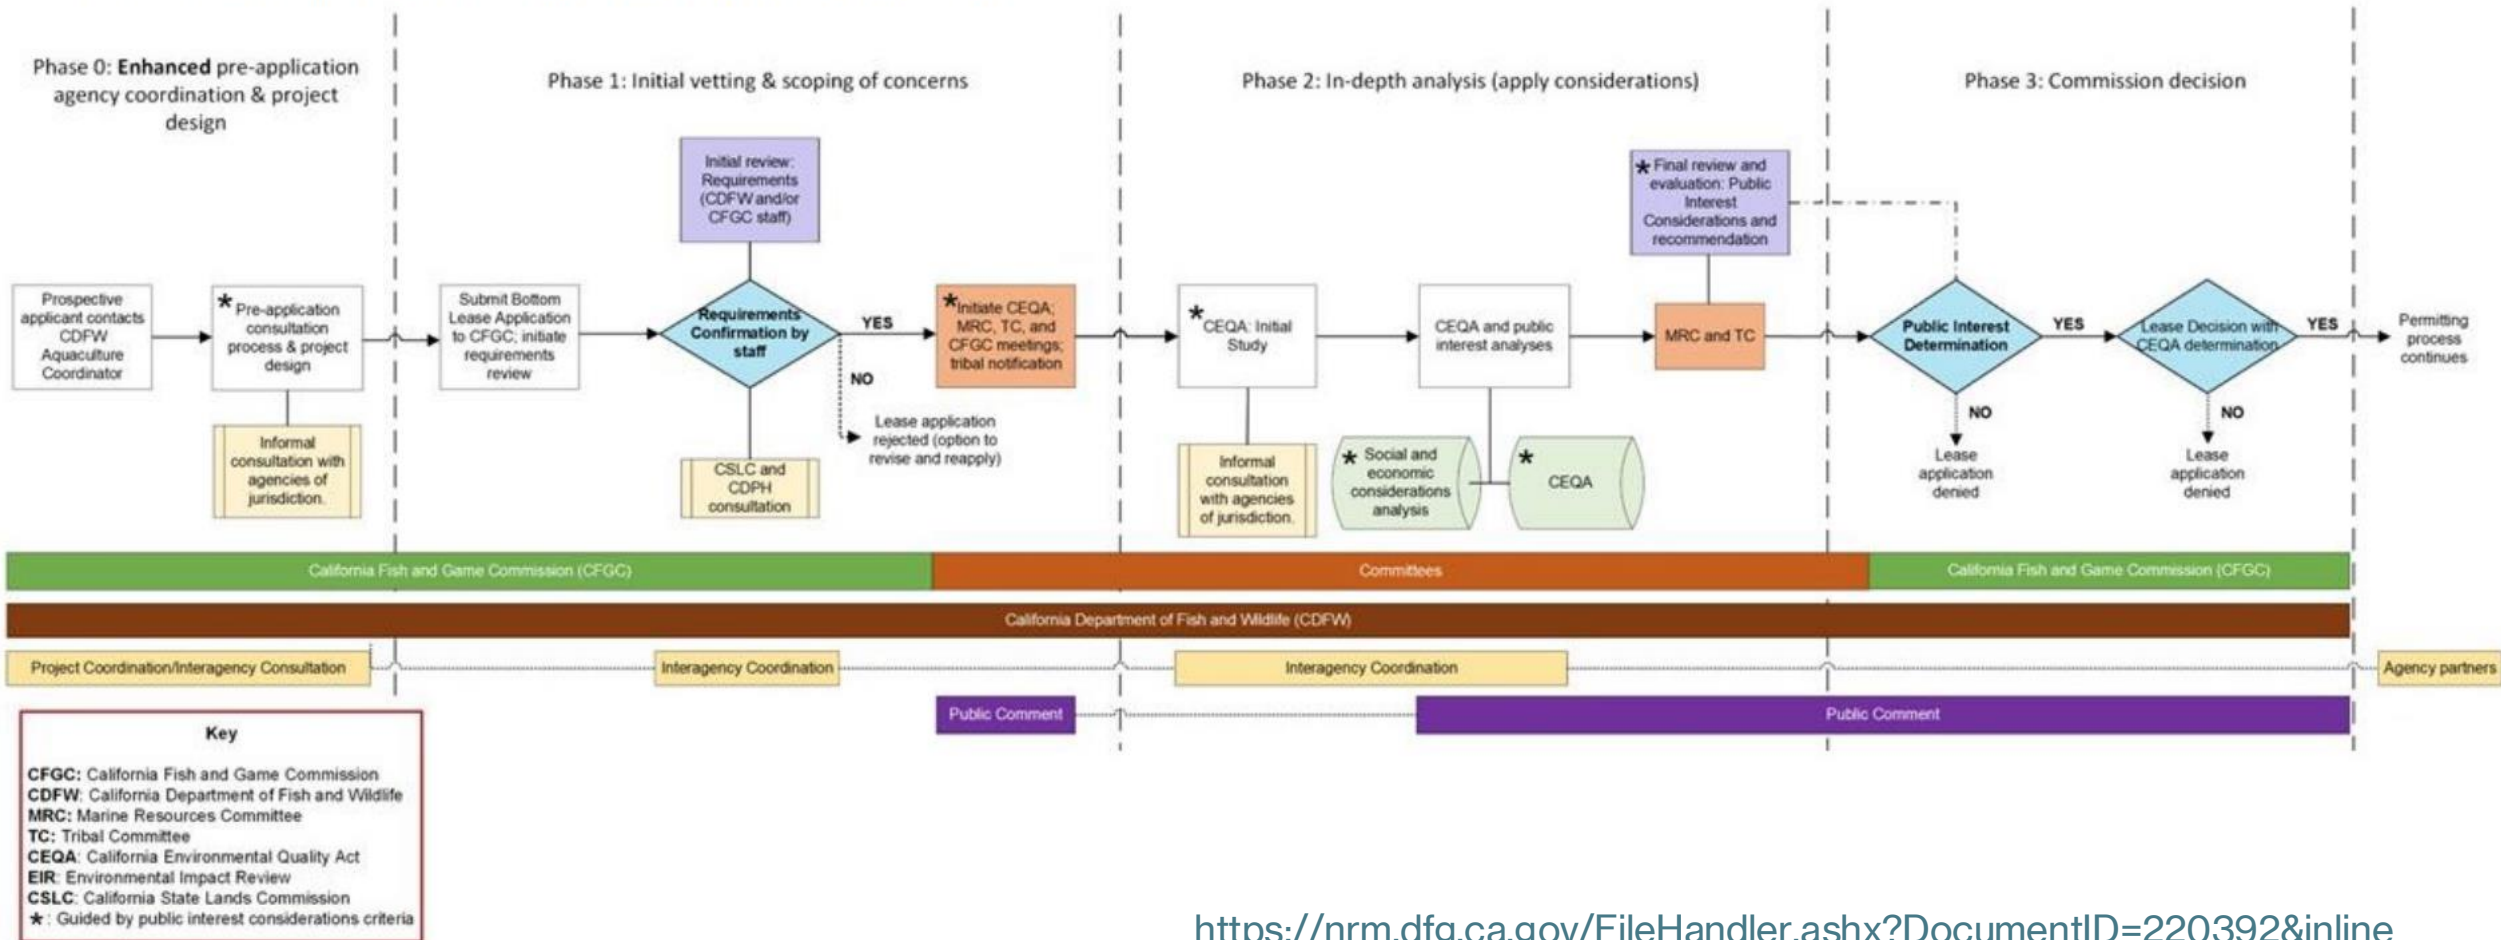 Phase 0: Enhanced pre-application
agency coordination & project
design
Phase 1: Initial vetting & scoping of concerns
Phase 2: In-depth analysis (apply considerations)
Phase 3: Commission decision
Prospective
applicant contacts
CDFW
Aquaculture
Coordinator
* Pre-application
consultation
process & project
design
Informal
consultation with
agencies of
jurisdiction.
Submit Bottom
Lease Application
to CFGC; initiate
requirements
review
Initial review:
Requirements
(CDFW and/or
CFGC staff)
Requirements
Confirmation by
staff
YES
NO
Lease application
rejected (option to
revise and reapply)
CSLC and
CDPH
consultation
* Initiate CEQA;
MRC, TC, and
CFGC meetings;
tribal notification
* CEQA: Initial
Study
Informal
consultation
with agencies
of jurisdiction.
CEQA and public
interest analyses
* Social and
economic
considerations
analysis
* CEQA
* Final review and
evaluation: Public
Interest
Considerations and
recommendation
MRC and TC
Public Interest
Determination
YES
NO
Lease
application
denied
Lease Decision with
CEQA determination
YES
NO
Lease
application
denied
Permitting
process
continues
California Fish and Game Commission (CFGC)
Committees
California Fish and Game Commission (CFGC)
California Department of Fish and Wildlife (CDFW)
Project Coordination/Interagency Consultation
Interagency Coordination
Interagency Coordination
Agency partners
Public Comment
Public Comment
Key
CFGC: California Fish and Game Commission
CDFW: California Department of Fish and Wildlife
MRC: Marine Resources Committee
TC: Tribal Committee
CEQA: California Environmental Quality Act
EIR: Environmental Impact Review
CSLC: California State Lands Commission
* : Guided by public interest considerations criteria
https://nrm.dfg.ca.gov/FileHandler.ashx?DocumentID=220392&inline